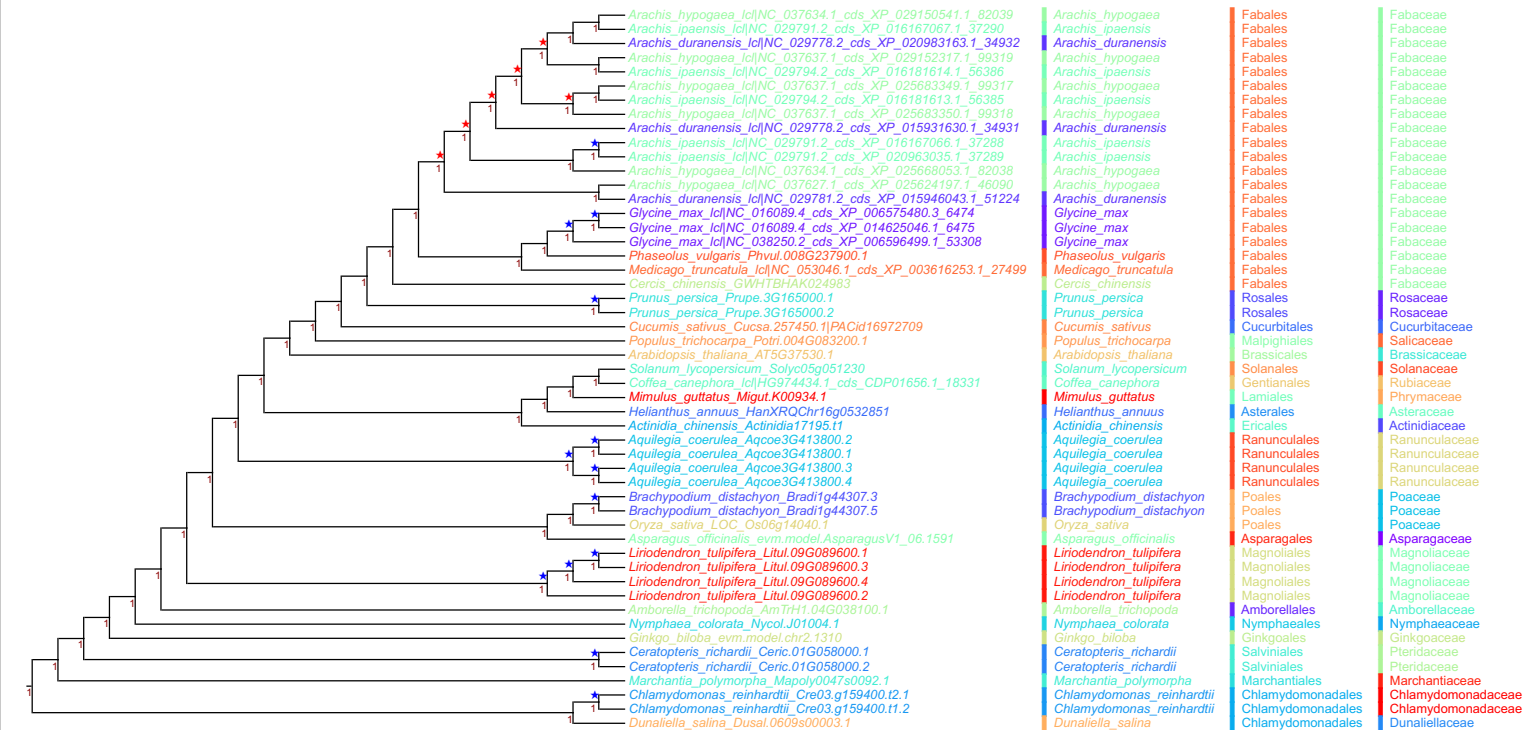 Arachis_hypogaea_lcl|NC_037634.1_cds_XP_029150541.1_82039 Arachis_hypogaea Fabales Fabaceae
Arachis_ipaensis_lcl|NC_029791.2_cds_XP_016167067.1_37290 Arachis_ipaensis Fabales Fabaceae
Arachis_duranensis_lcl|NC_029778.2_cds_XP_020983163.1_34932 Arachis_duranensis Fabales Fabaceae
Arachis_hypogaea_lcl|NC_037637.1_cds_XP_029152317.1_99319 Arachis_hypogaea Fabales Fabaceae
Arachis_ipaensis_lcl|NC_029794.2_cds_XP_016181614.1_56386 Arachis_ipaensis Fabales Fabaceae
Arachis_hypogaea_lcl|NC_037637.1_cds_XP_025683349.1_99317 Arachis_hypogaea Fabales Fabaceae
Arachis_ipaensis_lcl|NC_029794.2_cds_XP_016181613.1_56385 Arachis_ipaensis Fabales Fabaceae
Arachis_hypogaea_lcl|NC_037637.1_cds_XP_025683350.1_99318 Arachis_hypogaea Fabales Fabaceae
Arachis_duranensis_lcl|NC_029778.2_cds_XP_015931630.1_34931 Arachis_duranensis Fabales Fabaceae
Arachis_ipaensis_lcl|NC_029791.2_cds_XP_016167066.1_37288 Arachis_ipaensis Fabales Fabaceae
Arachis_ipaensis_lcl|NC_029791.2_cds_XP_020963035.1_37289 Arachis_ipaensis Fabales Fabaceae
Arachis_hypogaea_lcl|NC_037634.1_cds_XP_025668053.1_82038 Arachis_hypogaea Fabales Fabaceae
Arachis_hypogaea_lcl|NC_037627.1_cds_XP_025624197.1_46090 Arachis_hypogaea Fabales Fabaceae
Arachis_duranensis_lcl|NC_029781.2_cds_XP_015946043.1_51224 Arachis_duranensis Fabales Fabaceae
Glycine_max_lcl|NC_016089.4_cds_XP_006575480.3_6474 Glycine_max Fabales Fabaceae
Glycine_max_lcl|NC_016089.4_cds_XP_014625046.1_6475 Glycine_max Fabales Fabaceae
Glycine_max_lcl|NC_038250.2_cds_XP_006596499.1_53308 Glycine_max Fabales Fabaceae
Phaseolus_vulgaris_Phvul.008G237900.1 Phaseolus_vulgaris Fabales Fabaceae
Medicago_truncatula_lcl|NC_053046.1_cds_XP_003616253.1_27499 Medicago_truncatula Fabales Fabaceae
Cercis_chinensis_GWHTBHAK024983 Cercis_chinensis Fabales Fabaceae
Prunus_persica_Prupe.3G165000.1 Prunus_persica Rosales Rosaceae
Prunus_persica_Prupe.3G165000.2 Prunus_persica Rosales Rosaceae
Cucumis_sativus_Cucsa.257450.1|PACid16972709 Cucumis_sativus Cucurbitales Cucurbitaceae
Populus_trichocarpa_Potri.004G083200.1 Populus_trichocarpa Malpighiales Salicaceae
Arabidopsis_thaliana_AT5G37530.1 Arabidopsis_thaliana Brassicales Brassicaceae
Solanum_lycopersicum_Solyc05g051230 Solanum_lycopersicum Solanales Solanaceae
Coffea_canephora_lcl|HG974434.1_cds_CDP01656.1_18331 Coffea_canephora Gentianales Rubiaceae
Mimulus_guttatus_Migut.K00934.1 Mimulus_guttatus Lamiales Phrymaceae
Helianthus_annuus_HanXRQChr16g0532851 Helianthus_annuus Asterales Asteraceae
Actinidia_chinensis_Actinidia17195.t1 Actinidia_chinensis Ericales Actinidiaceae
Aquilegia_coerulea_Aqcoe3G413800.2 Aquilegia_coerulea Ranunculales Ranunculaceae
Aquilegia_coerulea_Aqcoe3G413800.1 Aquilegia_coerulea Ranunculales Ranunculaceae
Aquilegia_coerulea_Aqcoe3G413800.3 Aquilegia_coerulea Ranunculales Ranunculaceae
Aquilegia_coerulea_Aqcoe3G413800.4 Aquilegia_coerulea Ranunculales Ranunculaceae
Brachypodium_distachyon_Bradi1g44307.3 Brachypodium_distachyon Poales Poaceae
Brachypodium_distachyon_Bradi1g44307.5 Brachypodium_distachyon Poales Poaceae
Oryza_sativa_LOC_Os06g14040.1 Oryza_sativa Poales Poaceae
Asparagus_officinalis_evm.model.AsparagusV1_06.1591 Asparagus_officinalis Asparagales Asparagaceae
Liriodendron_tulipifera_Litul.09G089600.1 Liriodendron_tulipifera Magnoliales Magnoliaceae
Liriodendron_tulipifera_Litul.09G089600.3 Liriodendron_tulipifera Magnoliales Magnoliaceae
Liriodendron_tulipifera_Litul.09G089600.4 Liriodendron_tulipifera Magnoliales Magnoliaceae
Liriodendron_tulipifera_Litul.09G089600.2 Liriodendron_tulipifera Magnoliales Magnoliaceae
Amborella_trichopoda_AmTrH1.04G038100.1 Amborella_trichopoda Amborellales Amborellaceae
Nymphaea_colorata_Nycol.J01004.1 Nymphaea_colorata Nymphaeales Nymphaeaceae
Ginkgo_biloba_evm.model.chr2.1310 Ginkgo_biloba Ginkgoales Ginkgoaceae
Ceratopteris_richardii_Ceric.01G058000.1 Ceratopteris_richardii Salviniales Pteridaceae
Ceratopteris_richardii_Ceric.01G058000.2 Ceratopteris_richardii Salviniales Pteridaceae
Marchantia_polymorpha_Mapoly0047s0092.1 Marchantia_polymorpha Marchantiales Marchantiaceae
Chlamydomonas_reinhardtii_Cre03.g159400.t2.1 Chlamydomonas_reinhardtii Chlamydomonadales Chlamydomonadaceae
Chlamydomonas_reinhardtii_Cre03.g159400.t1.2 Chlamydomonas_reinhardtii Chlamydomonadales Chlamydomonadaceae
Dunaliella_salina_Dusal.0609s00003.1 Dunaliella_salina Chlamydomonadales Dunaliellaceae